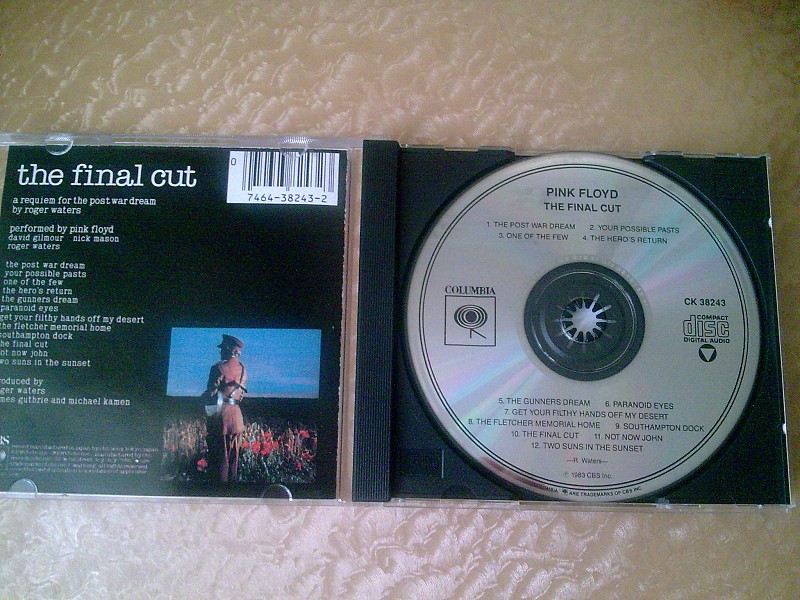 the final cut
a requiem for the post war dream
by roger waters
performed by pink floyd
david gilmour nick mason
roger waters
the post war dream
your possible pasts
one of the few
the hero's return
the gunners dream
paranoid eyes
get your filthy hands off my desert
the fletcher memorial home
southampton dock
the final cut
not now john
two suns in the sunset
roduced by
ger waters
mes guthrie and michael kamen
0
7464-38243-2
PINK FLOYD
THE FINAL CUT
1. THE POST WAR DREAM 2. YOUR POSSIBLE PASTS
3. ONE OF THE FEW 4. THE HERO'S RETURN
COLUMBIA
CK 38243
COMPACT
disc
DIGITAL AUDIO
5. THE GUNNERS DREAM 6. PARANOID EYES
7. GET YOUR FILTHY HANDS OFF MY DESERT
8. THE FLETCHER MEMORIAL HOME 9. SOUTHAMPTON DOCK
10. THE FINAL CUT 11. NOT NOW JOHN
12. TWO SUNS IN THE SUNSET
—R. Waters—
℗ 1983 CBS Inc.
COLUMBIA ARE TRADEMARKS OF CBS INC.